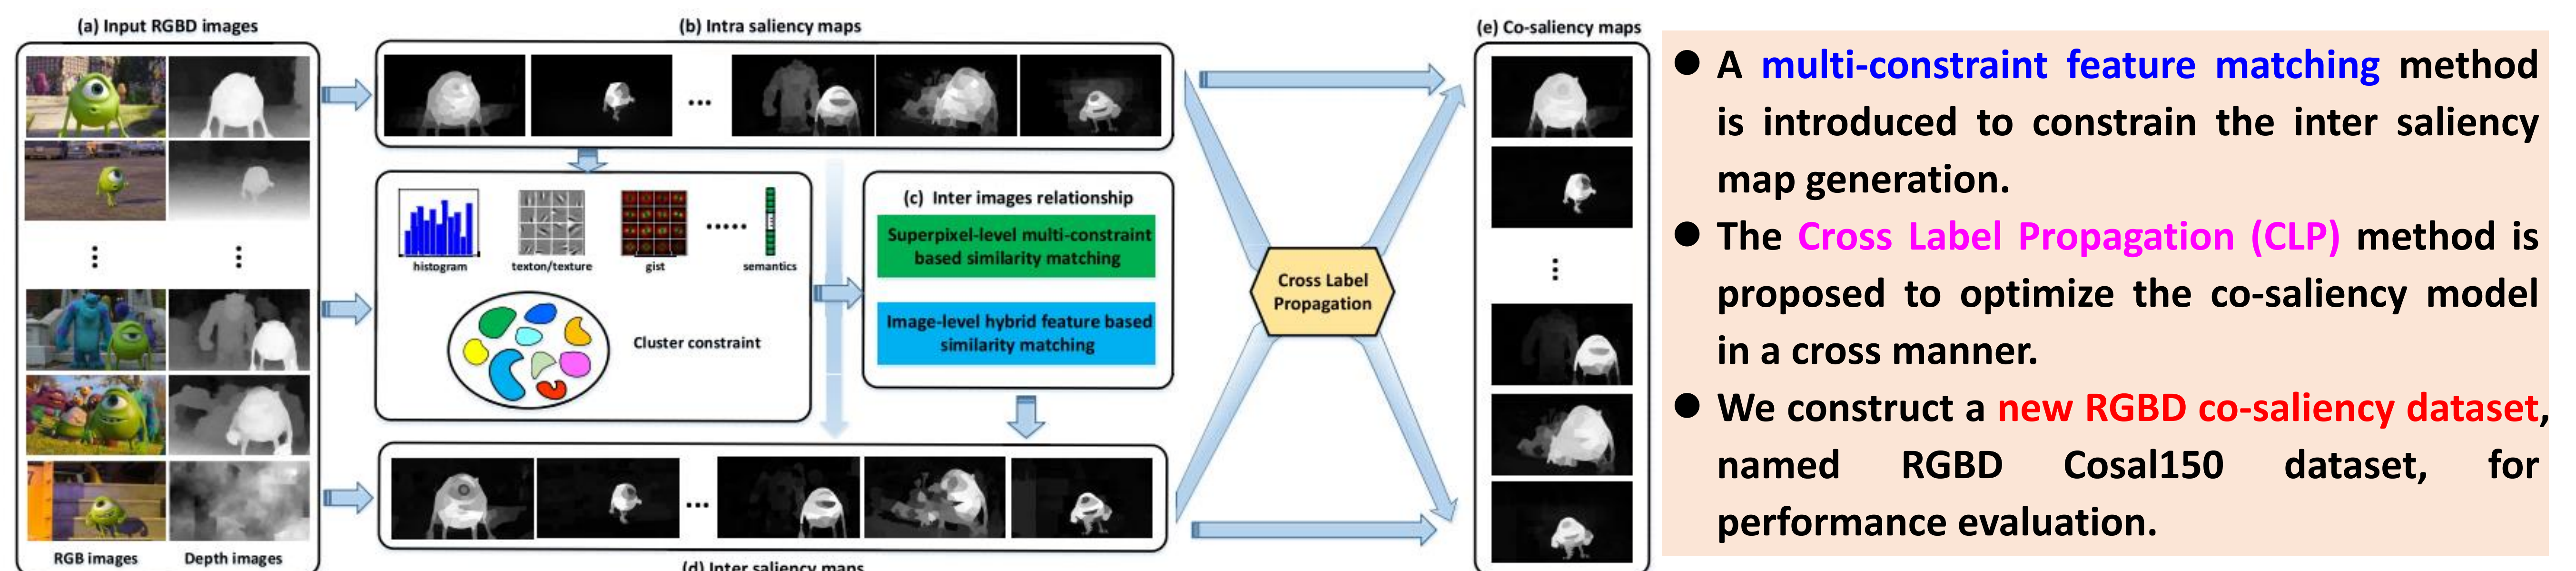 (a) Input RGBD images
RGB images
Depth images
(b) Intra saliency maps
histogram
texton/texture
gist
semantics
Cluster constraint
(c) Inter images relationship
Superpixel-level multi-constraint
based similarity matching
Image-level hybrid feature based
similarity matching
(d) Inter saliency maps
Cross Label
Propagation
(e) Co-saliency maps
● A multi-constraint feature matching method
is introduced to constrain the inter saliency
map generation.
● The Cross Label Propagation (CLP) method is
proposed to optimize the co-saliency model
in a cross manner.
● We construct a new RGBD co-saliency dataset,
named RGBD Cosal150 dataset, for
performance evaluation.